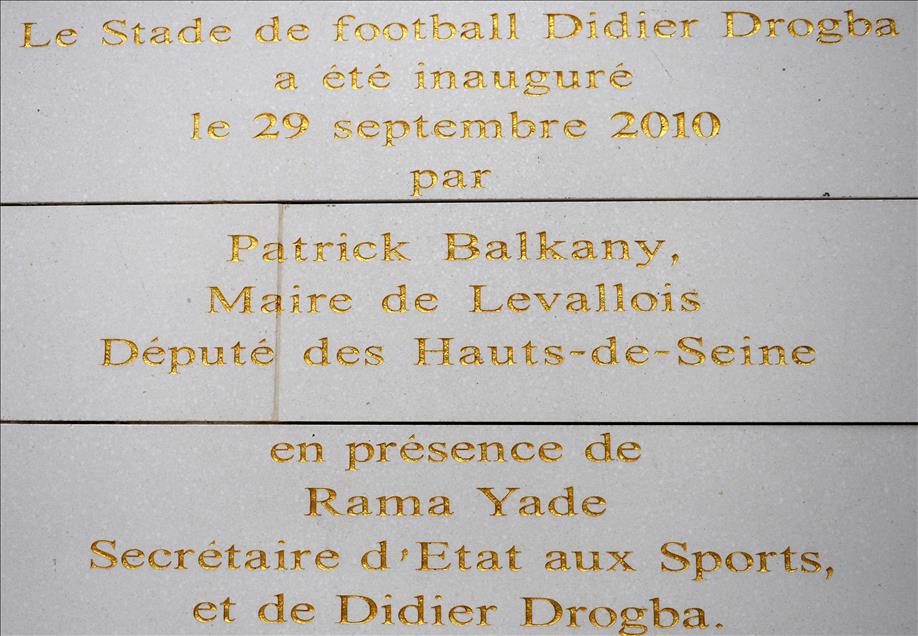 Le Stade de football Didier Drogba
a été inauguré
le 29 septembre 2010
par
Patrick Balkany,
Maire de Levallois
Député des Hauts-de-Seine
en présence de
Rama Yade
Secrétaire d'Etat aux Sports,
et de Didier Drogba.